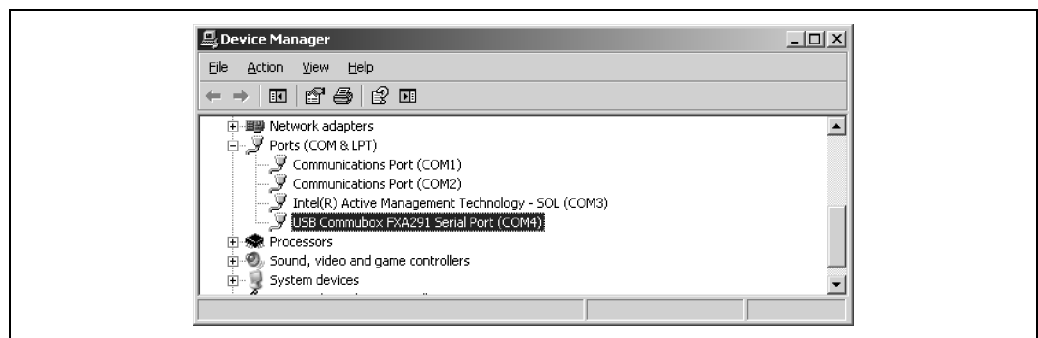 Device Manager
File Action View Help
Network adapters
Ports (COM & LPT)
Communications Port (COM1)
Communications Port (COM2)
Intel(R) Active Management Technology - SOL (COM3)
USB Commubox FXA291 Serial Port (COM4)
Processors
Sound, video and game controllers
System devices